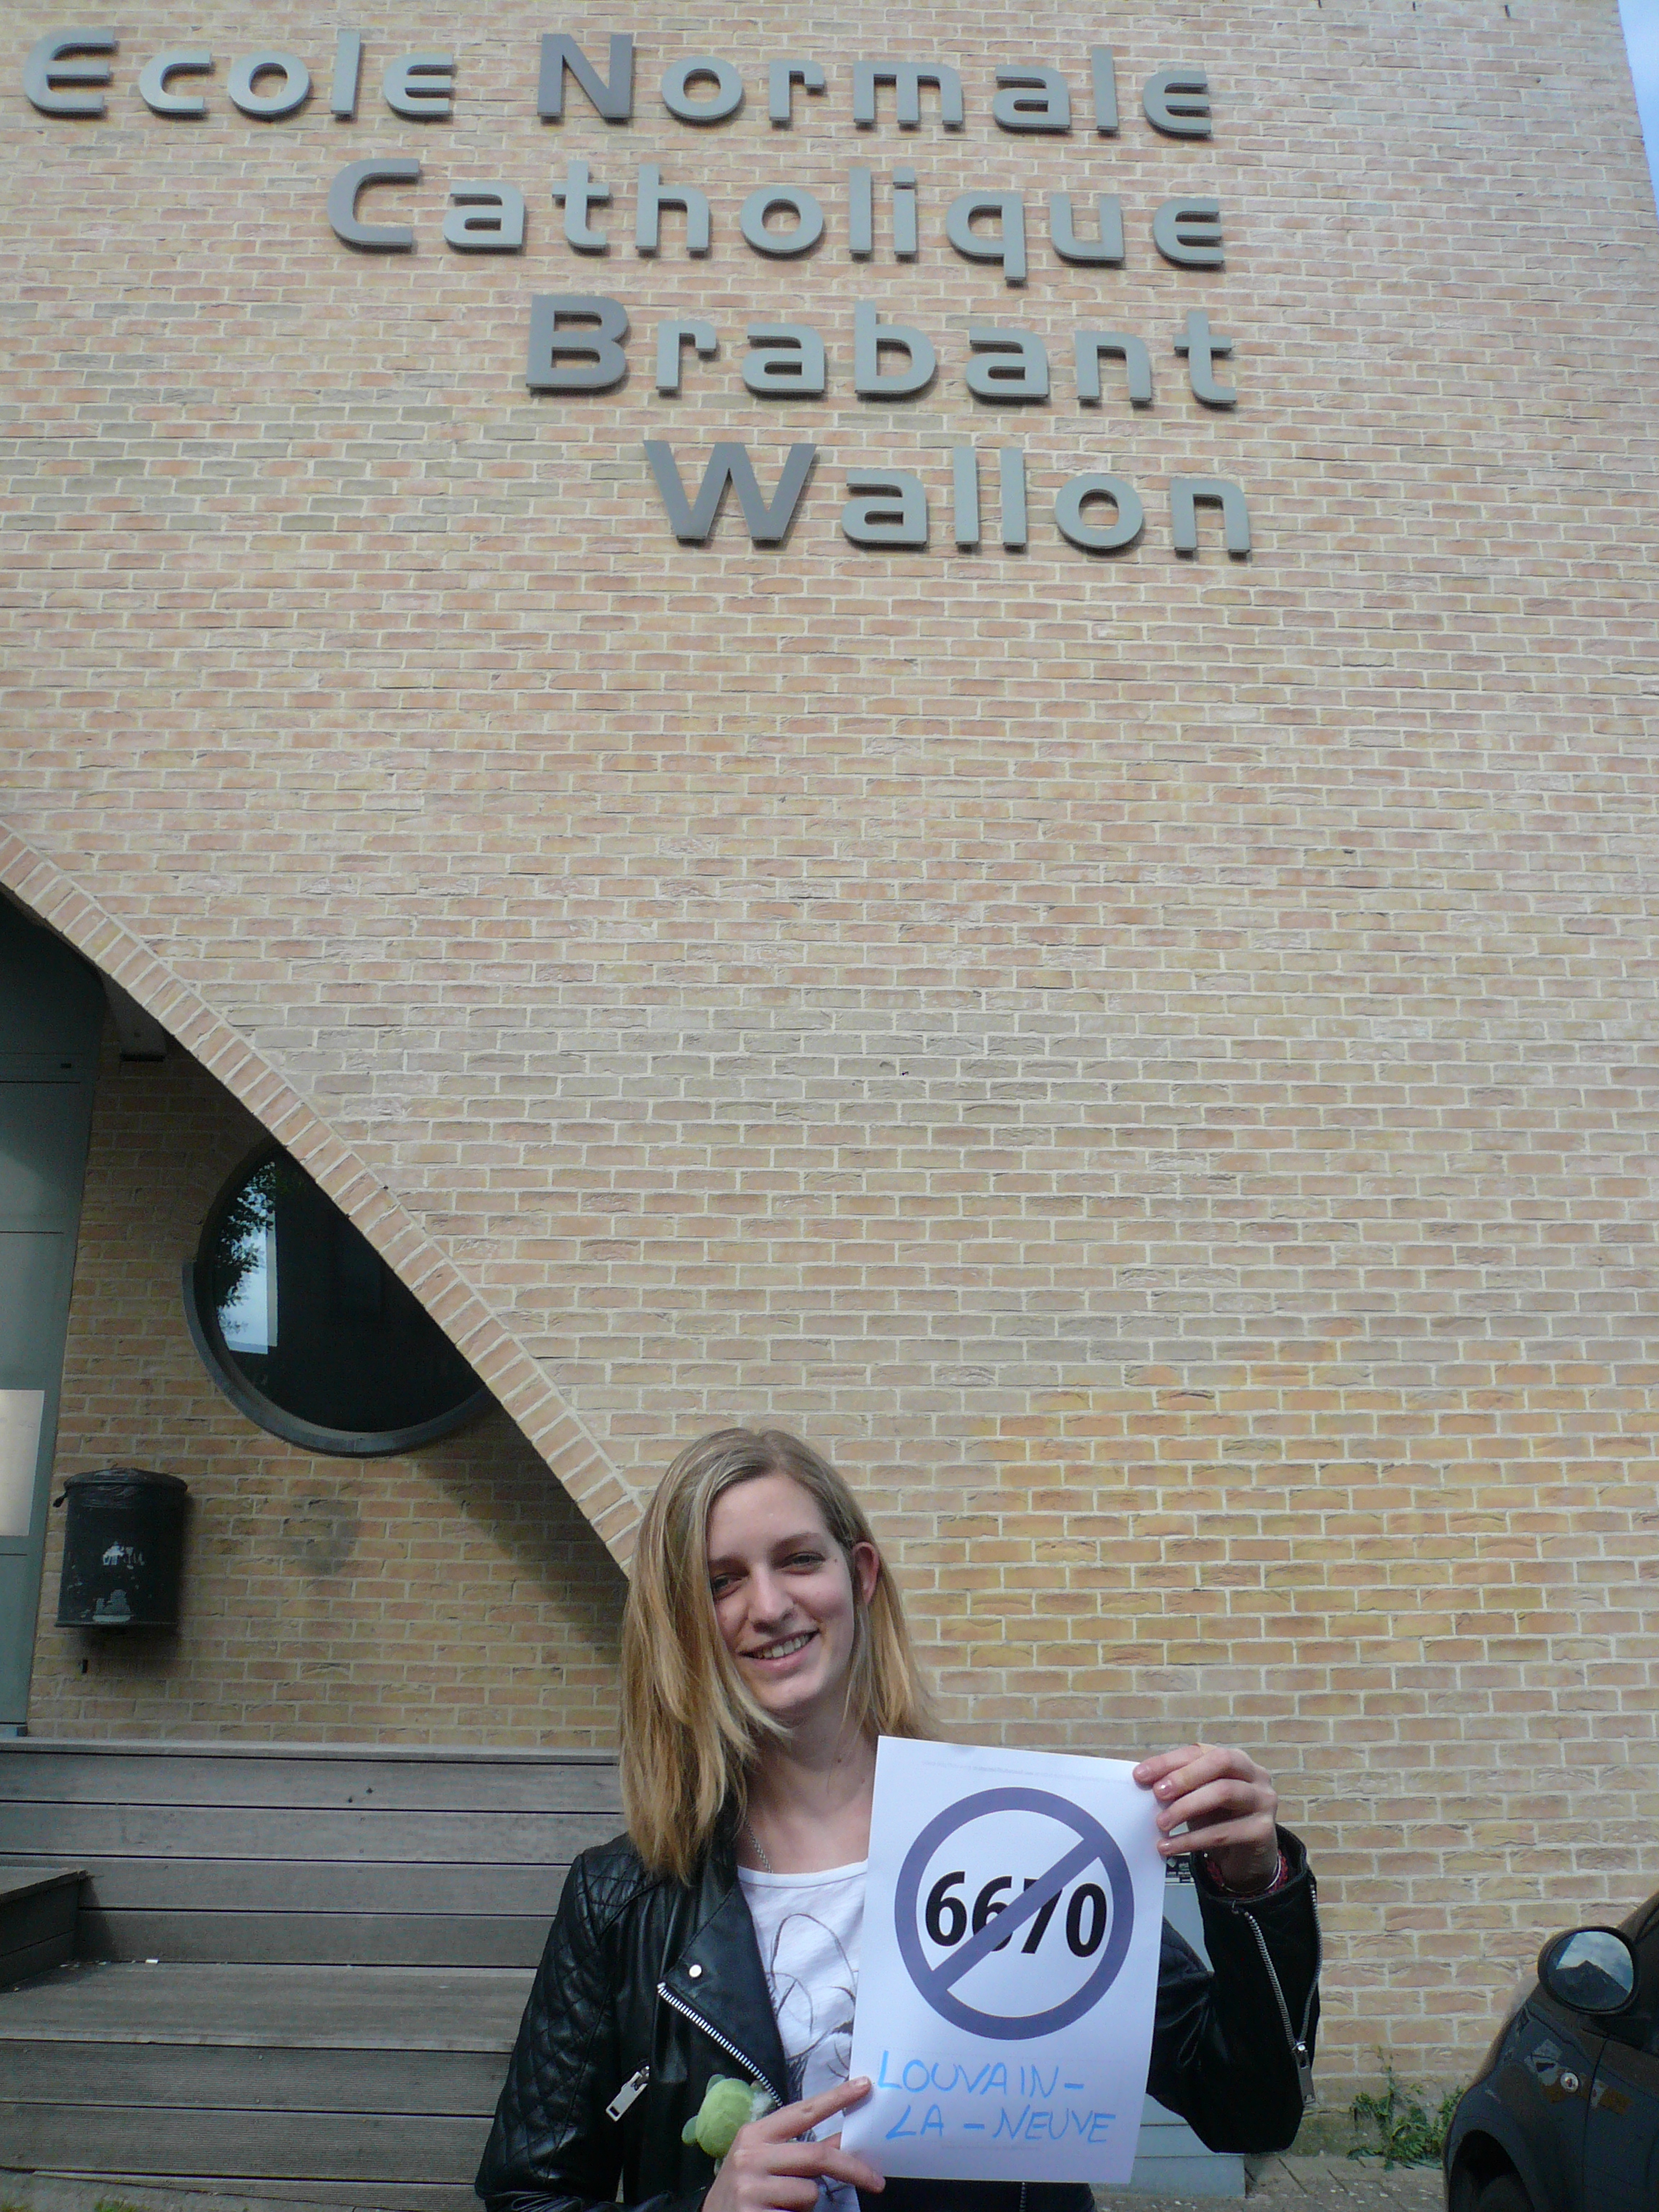 Ecole Normale
Catholique
Brabant
Wallon
6670
LOUVAIN-
LA-NEUVE